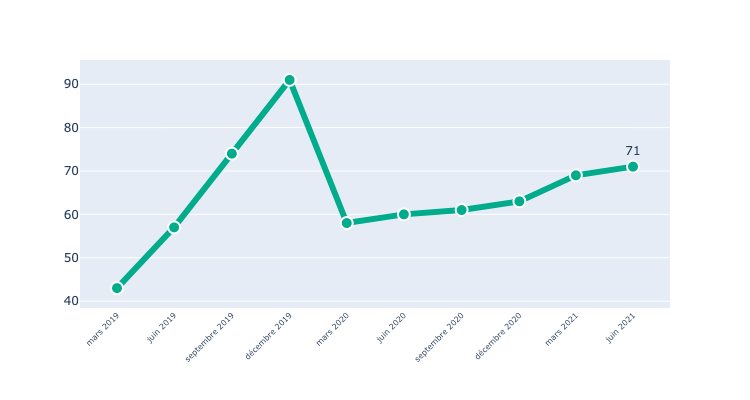 90
80
70
60
50
40
71
mars 2019
juin 2019
septembre 2019
décembre 2019
mars 2020
juin 2020
septembre 2020
décembre 2020
mars 2021
juin 2021